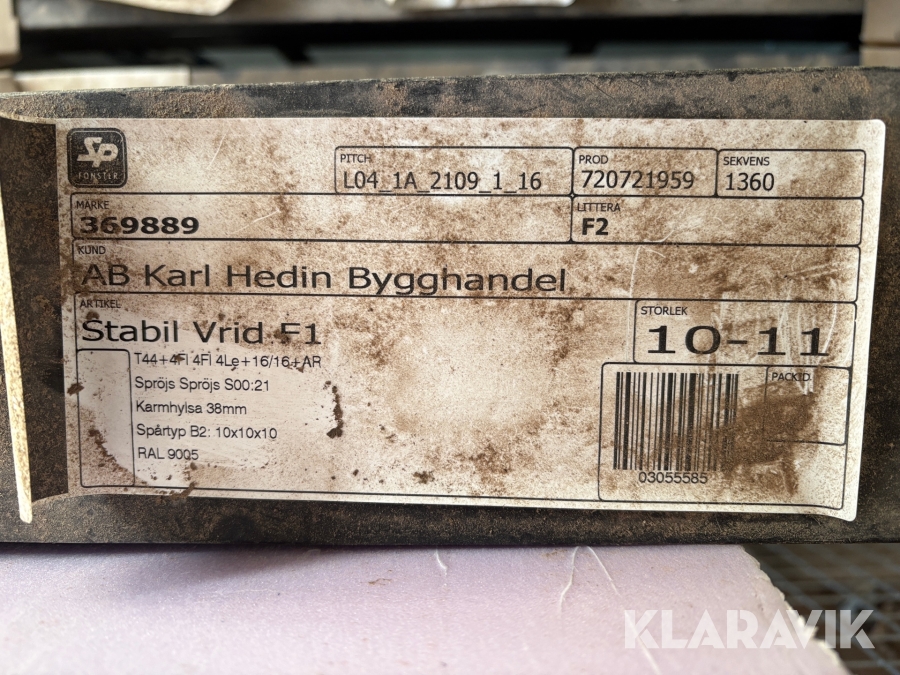 SP
FÖNSTER
PITCH
L04_1A_2109_1_16
PROD
720721959
SEKVENS
1360
MÄRKE
369889
LITTERA
F2
KUND
AB Karl Hedin Bygghandel
ARTIKEL
Stabil Vrid F1
STORLEK
10-11
T44+4Fi 4Fi 4Le+16/16+AR
Spröjs Spröjs S00:21
Karmhylsa 38mm
Spårtyp B2: 10x10x10
RAL 9005
PACKID
03055585
KLARAVIK